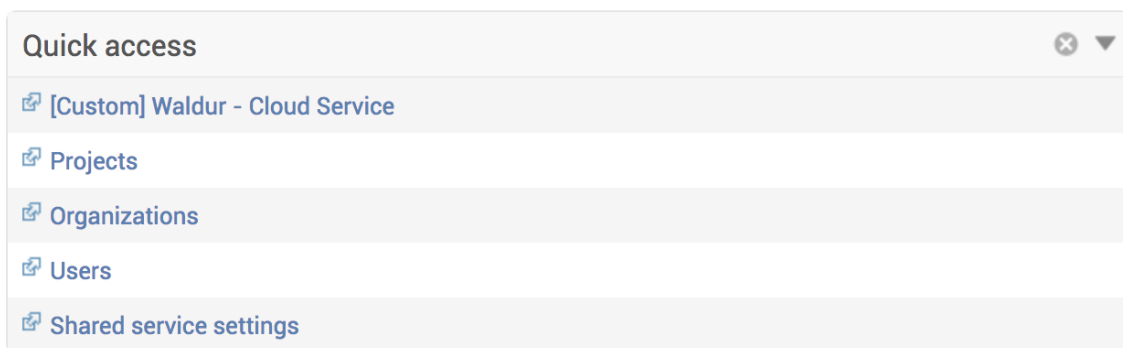 Quick access
[Custom] Waldur - Cloud Service
Projects
Organizations
Users
Shared service settings